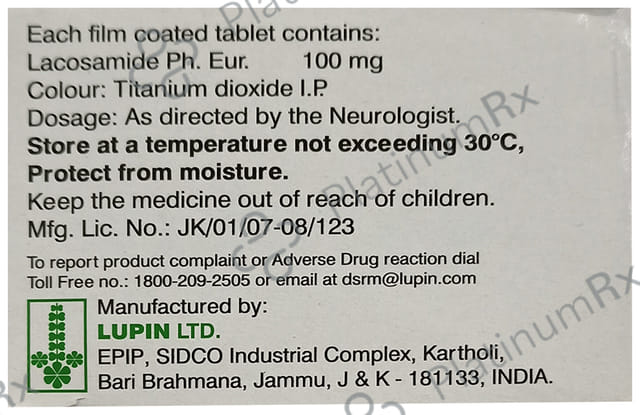 Each film coated tablet contains:
Lacosamide Ph. Eur. 100 mg
Colour: Titanium dioxide I.P.
Dosage: As directed by the Neurologist.
Store at a temperature not exceeding 30°C,
Protect from moisture.
Keep the medicine out of reach of children.
Mfg. Lic. No.: JK/01/07-08/123
To report product complaint or Adverse Drug reaction dial
Toll Free no.: 1800-209-2505 or email at dsrm@lupin.com
Manufactured by:
LUPIN LTD.
EPIP, SIDCO Industrial Complex, Kartholi,
Bari Brahmana, Jammu, J & K - 181133, INDIA.
PlatinumRx
PlatinumRx
PlatinumRx
Rx